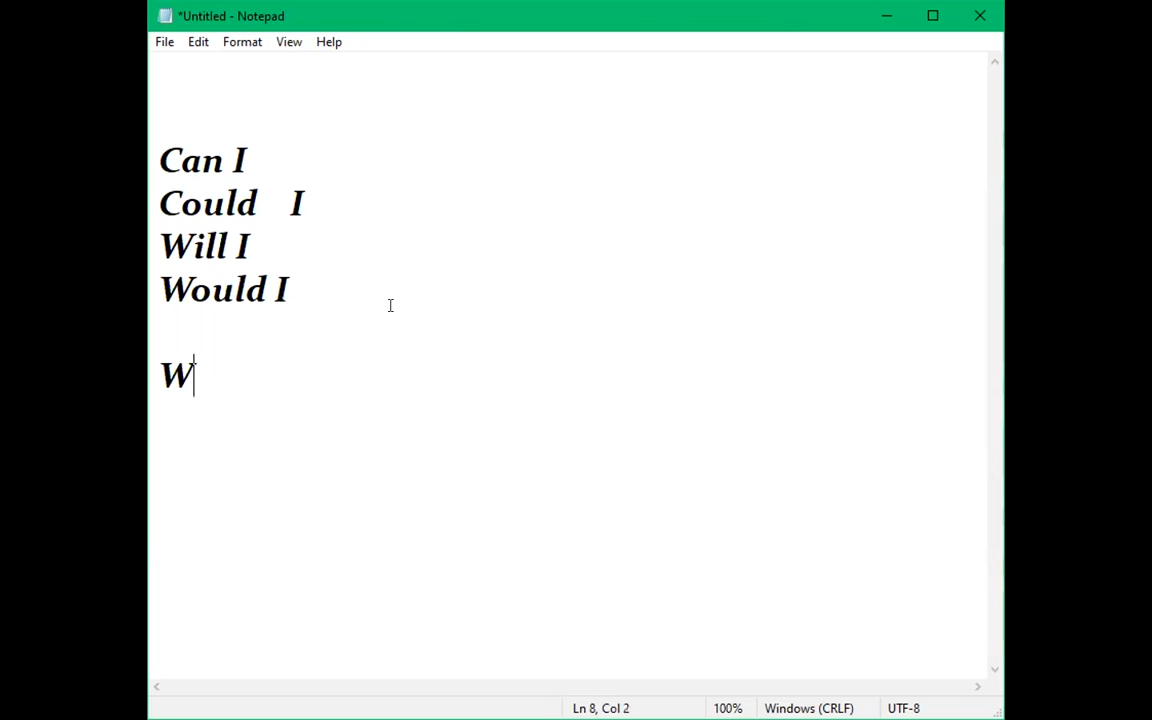 *Untitled - Notepad
File Edit Format View Help
Can I
Could I
Will I
Would I
W
Ln 8, Col 2 100% Windows (CRLF) UTF-8